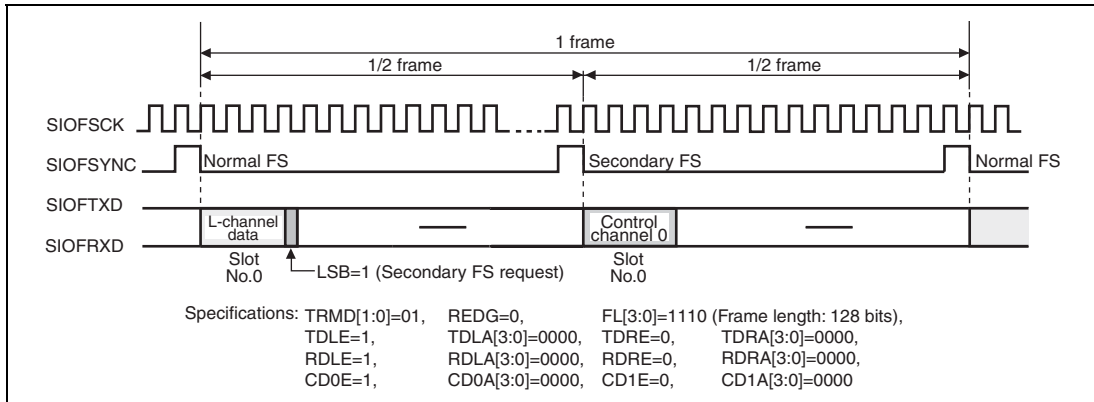 1 frame
1/2 frame 1/2 frame
SIOFSCK
SIOFSYNC Normal FS Secondary FS Normal FS
SIOFTXD
SIOFRXD
L-channel data
Control channel 0
Slot No.0
LSB=1 (Secondary FS request)
Slot No.0
Specifications: TRMD[1:0]=01, REDG=0, FL[3:0]=1110 (Frame length: 128 bits),
TDLE=1, TDLA[3:0]=0000, TDRE=0, TDRA[3:0]=0000,
RDLE=1, RDLA[3:0]=0000, RDRE=0, RDRA[3:0]=0000,
CD0E=1, CD0A[3:0]=0000, CD1E=0, CD1A[3:0]=0000